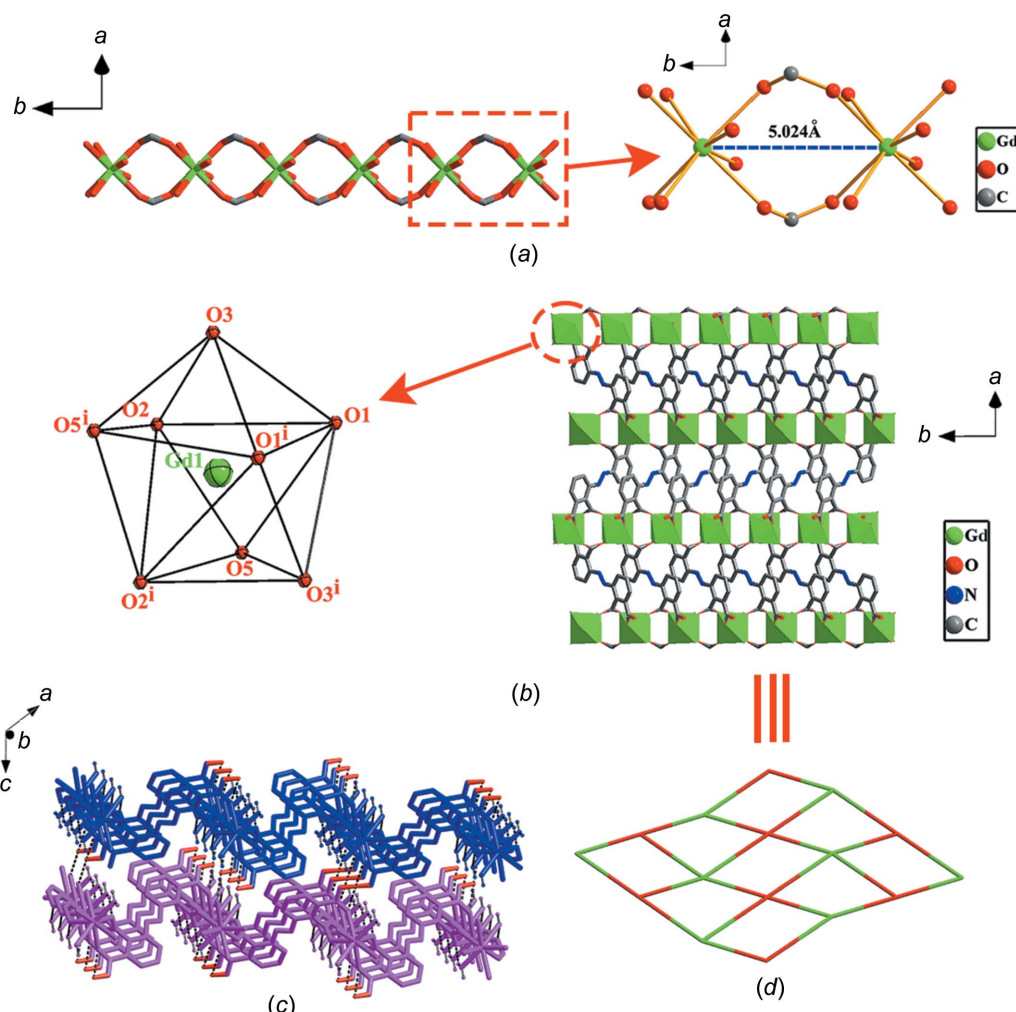 a
b
a
b
5.024Å
Gd
O
C
(a)
O3
O5ⁱ
O2
O1
O1ⁱ
Gd1
O5
O2ⁱ
O3ⁱ
a
b
Gd
O
N
C
(b)
a
b
c
(c)
(d)